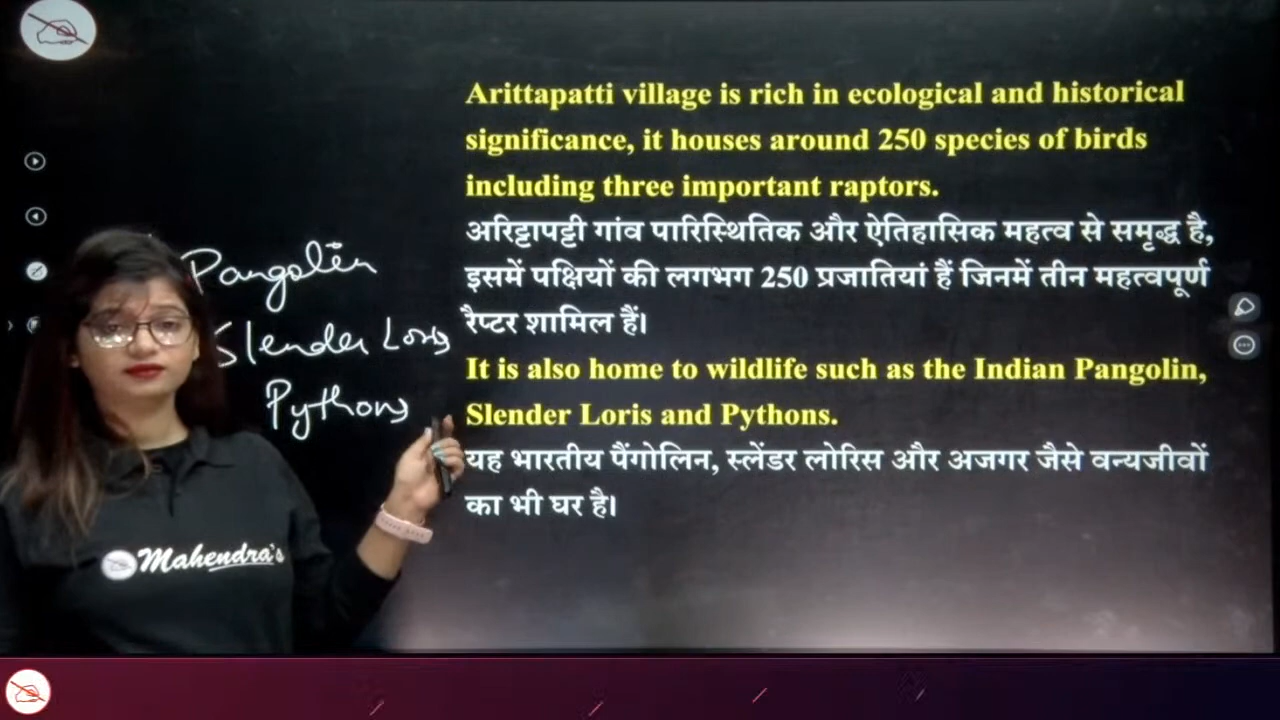 Arittapatti village is rich in ecological and historical
significance, it houses around 250 species of birds
including three important raptors.
अरिट्टापट्टी गांव पारिस्थितिक और ऐतिहासिक महत्व से समृद्ध है,
इसमें पक्षियों की लगभग 250 प्रजातियां हैं जिनमें तीन महत्वपूर्ण
रैप्टर शामिल हैं।
It is also home to wildlife such as the Indian Pangolin,
Slender Loris and Pythons.
यह भारतीय पैंगोलिन, स्लेंडर लोरिस और अजगर जैसे वन्यजीवों
का भी घर है।
Pangolin
Slender Loris
Pythons
Mahendra's